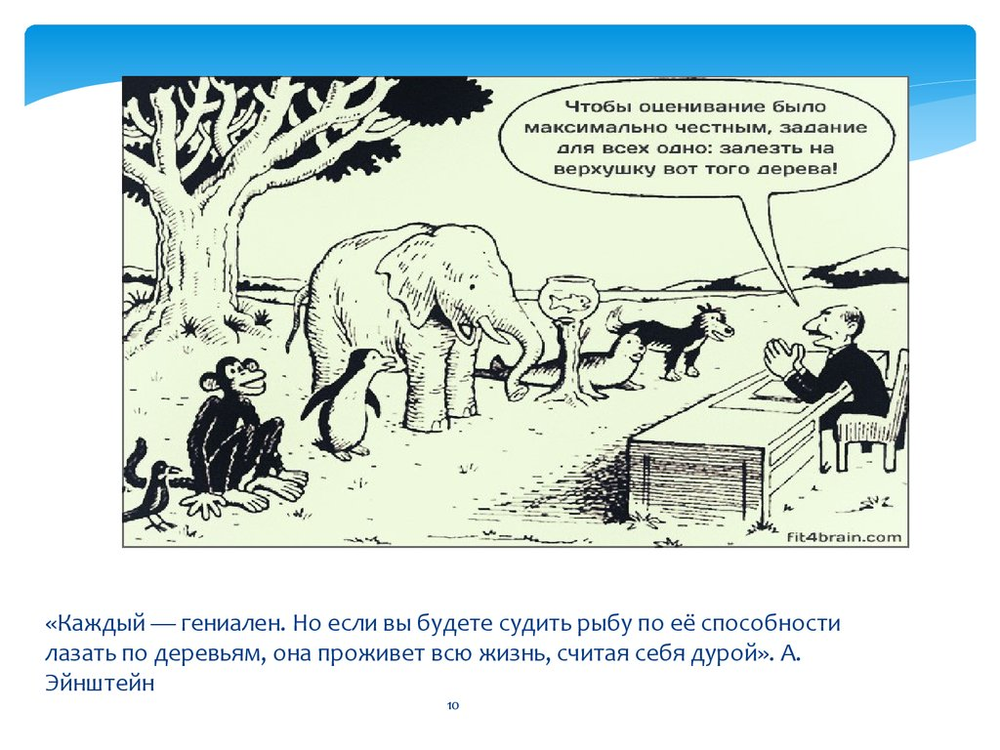 Чтобы оценивание было
максимально честным, задание
для всех одно: залезть на
верхушку вот того дерева!
fit4brain.com
«Каждый — гениален. Но если вы будете судить рыбу по её способности
лазать по деревьям, она проживет всю жизнь, считая себя дурой». А.
Эйнштейн
10